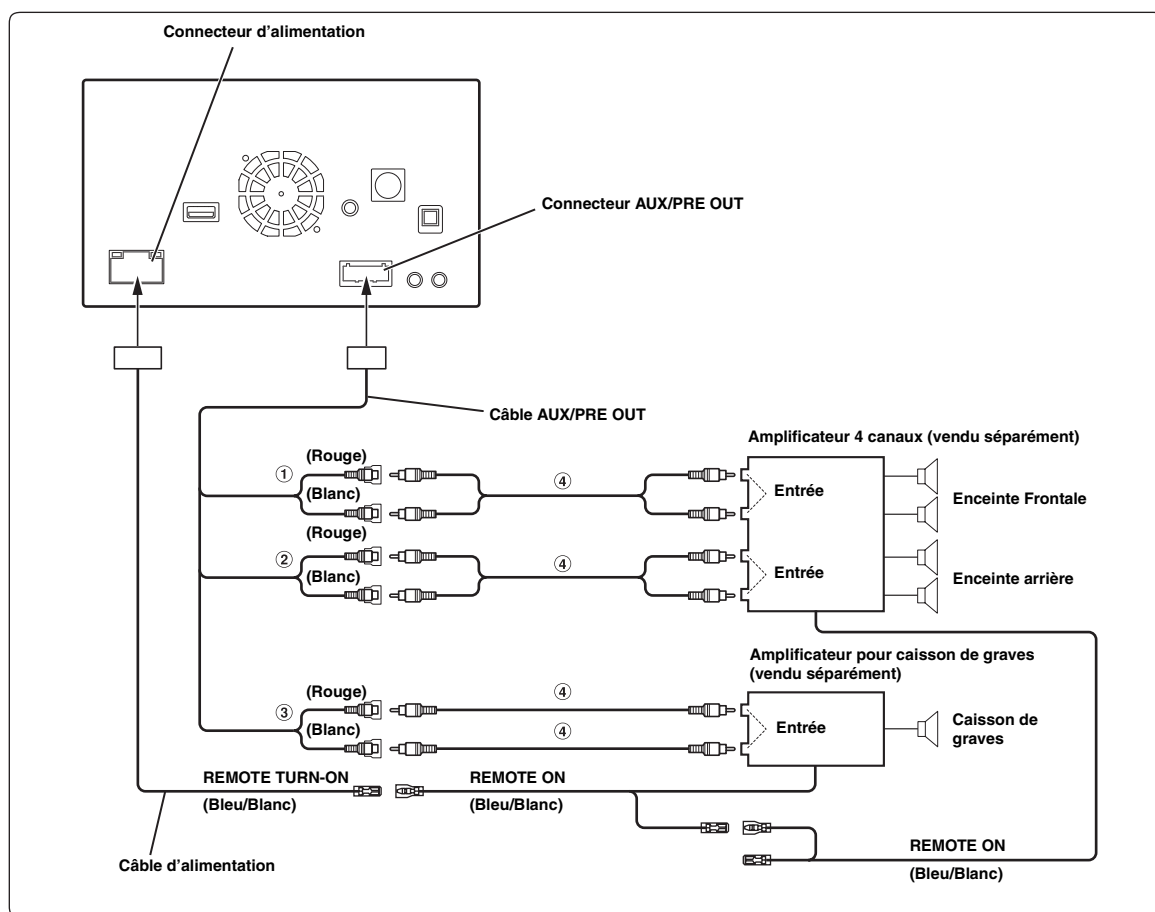 Connecteur d’alimentation
Connecteur AUX/PRE OUT
Câble AUX/PRE OUT
Amplificateur 4 canaux (vendu séparément)
①
(Rouge)
(Blanc)
④
Entrée
Enceinte Frontale
②
(Rouge)
(Blanc)
④
Entrée
Enceinte arrière
Amplificateur pour caisson de graves
(vendu séparément)
③
(Rouge)
(Blanc)
④
④
Entrée
Caisson de
graves
REMOTE TURN-ON
(Bleu/Blanc)
REMOTE ON
(Bleu/Blanc)
REMOTE ON
(Bleu/Blanc)
Câble d’alimentation